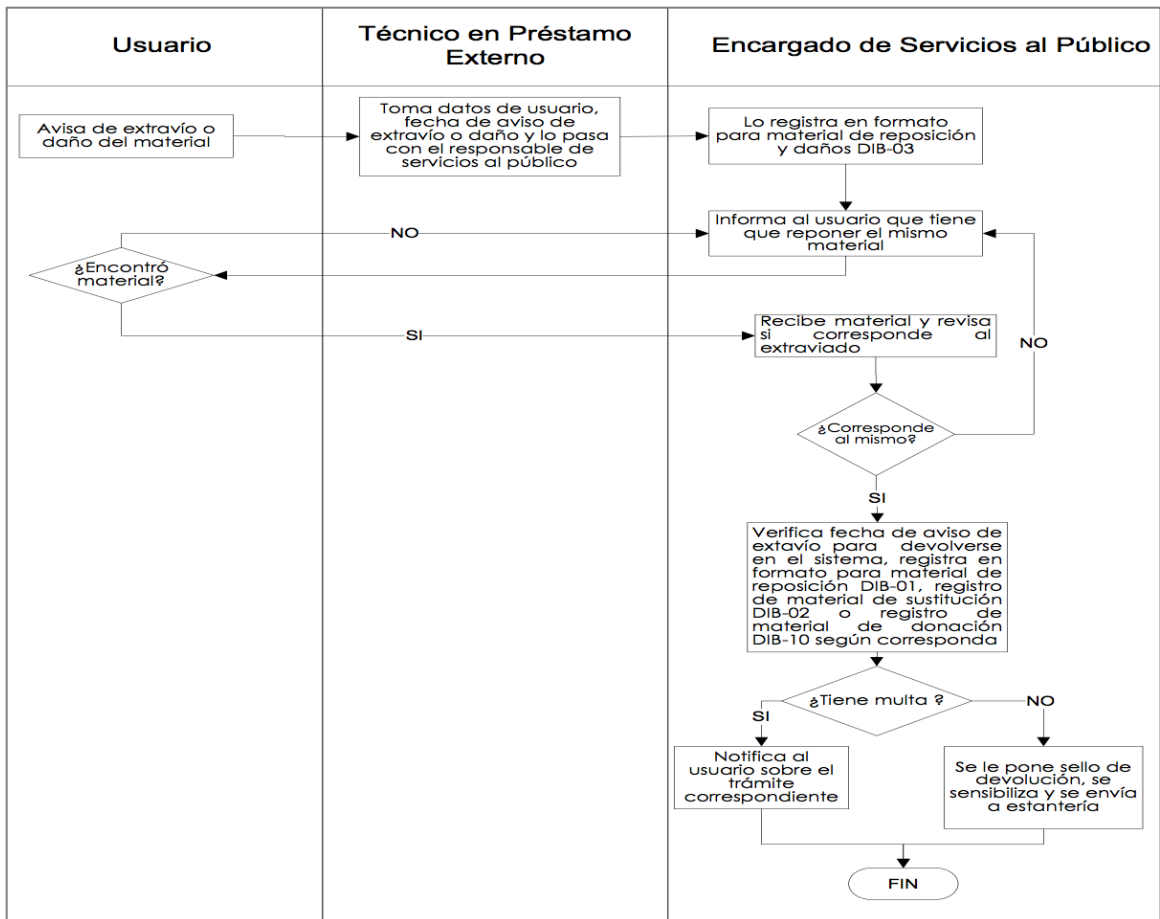 Usuario
Técnico en Préstamo
Externo
Encargado de Servicios al Público
Avisa de extravío o
daño del material
Toma datos de usuario,
fecha de aviso de
extravío o daño y lo pasa
con el responsable de
servicios al público
Lo registra en formato
para material de reposición
y daños DIB-03
Informa al usuario que tiene
que reponer el mismo
material
NO
¿Encontró
material?
SI
Recibe material y revisa
si corresponde al
extraviado
NO
¿Corresponde
al mismo?
SI
Verifica fecha de aviso de
extavío para devolverse
en el sistema, registra en
formato para material de
reposición DIB-01, registro
de material de sustitución
DIB-02 o registro de
material de donación
DIB-10 según corresponda
¿Tiene multa ?
SI
NO
Notifica al
usuario sobre el
trámite
correspondiente
Se le pone sello de
devolución, se
sensibiliza y se envía
a estantería
FIN